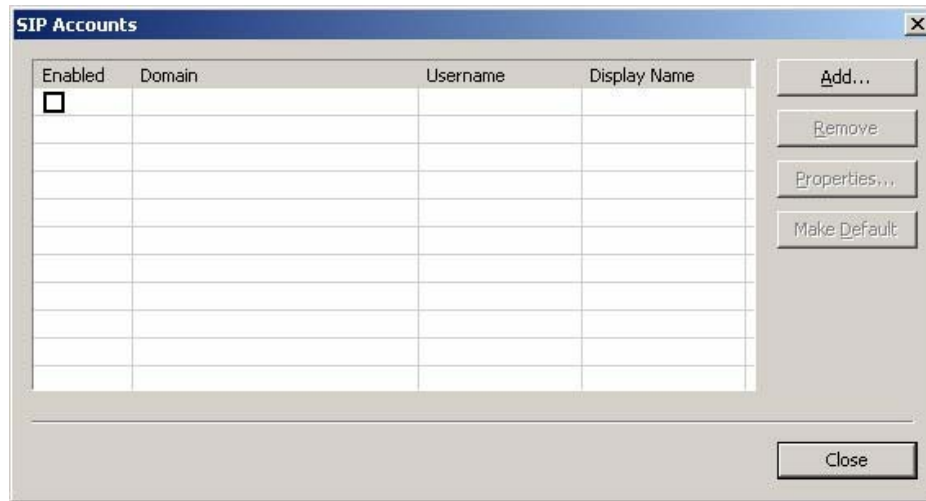 SIP Accounts
Enabled Domain Username Display Name
Add...
Remove
Properties...
Make Default
Close